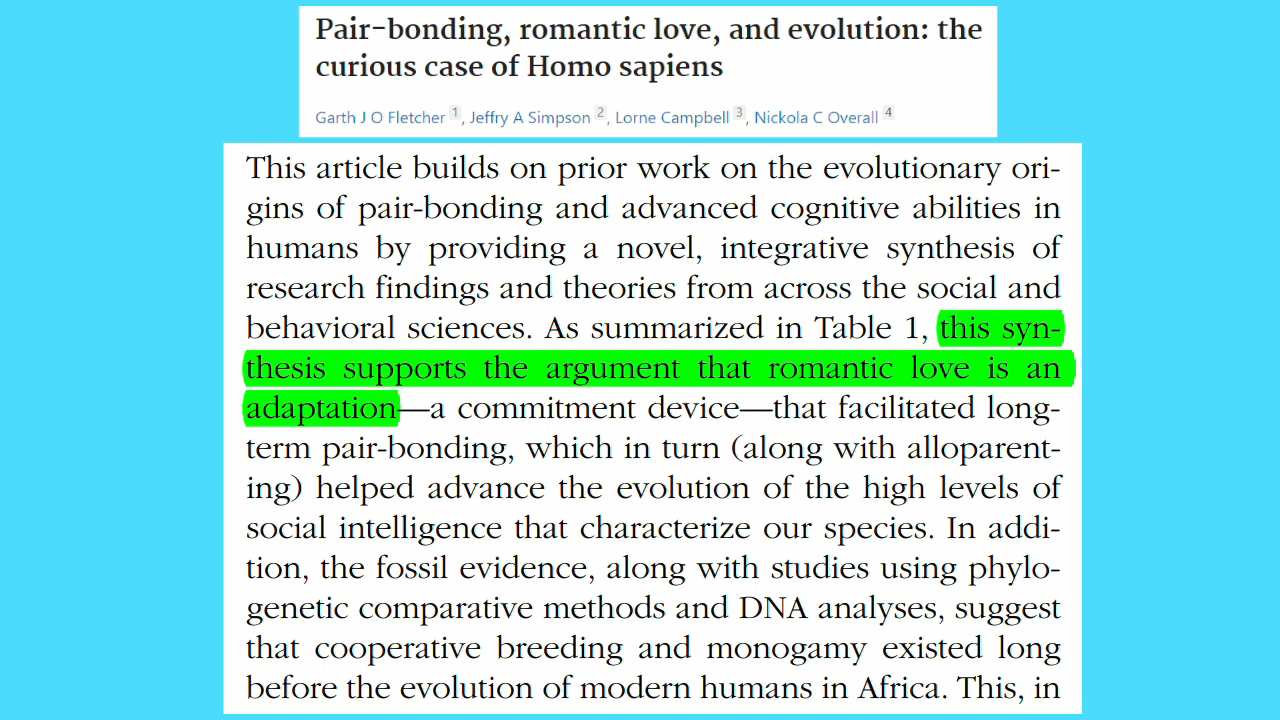 Pair-bonding, romantic love, and evolution: the
curious case of Homo sapiens
Garth J O Fletcher 1, Jeffry A Simpson 2, Lorne Campbell 3, Nickola C Overall 4
This article builds on prior work on the evolutionary ori-
gins of pair-bonding and advanced cognitive abilities in
humans by providing a novel, integrative synthesis of
research findings and theories from across the social and
behavioral sciences. As summarized in Table 1, this syn-
thesis supports the argument that romantic love is an
adaptation—a commitment device—that facilitated long-
term pair-bonding, which in turn (along with alloparent-
ing) helped advance the evolution of the high levels of
social intelligence that characterize our species. In addi-
tion, the fossil evidence, along with studies using phylo-
genetic comparative methods and DNA analyses, suggest
that cooperative breeding and monogamy existed long
before the evolution of modern humans in Africa. This, in